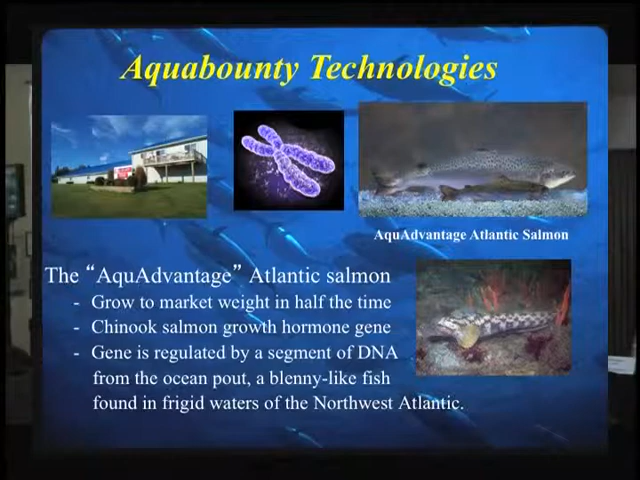 Aquabounty Technologies
AquAdvantage Atlantic Salmon
The “AquAdvantage” Atlantic salmon
- Grow to market weight in half the time
- Chinook salmon growth hormone gene
- Gene is regulated by a segment of DNA
from the ocean pout, a blenny-like fish
found in frigid waters of the Northwest Atlantic.